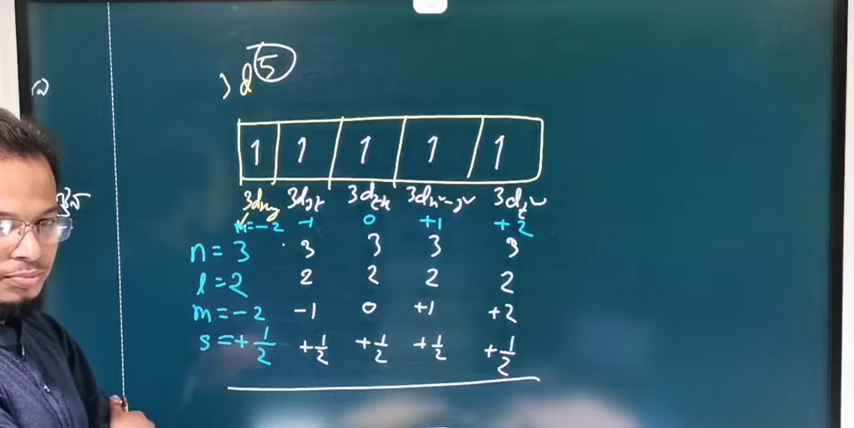 3d⁵
1 1 1 1 1
3dxy 3dyz 3dzx 3dx²-y² 3dz²
m=-2 -1 0 +1 +2
n = 3 3 3 3 3
l = 2 2 2 2 2
m = -2 -1 0 +1 +2
s = +1/2 +1/2 +1/2 +1/2 +1/2